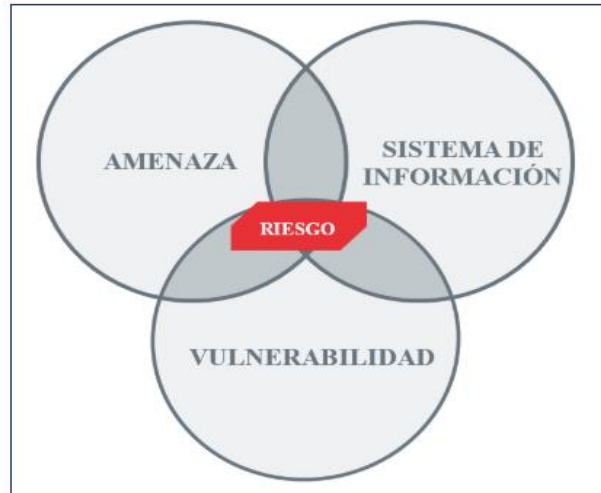 AMENAZA
SISTEMA DE
INFORMACIÓN
RIESGO
VULNERABILIDAD